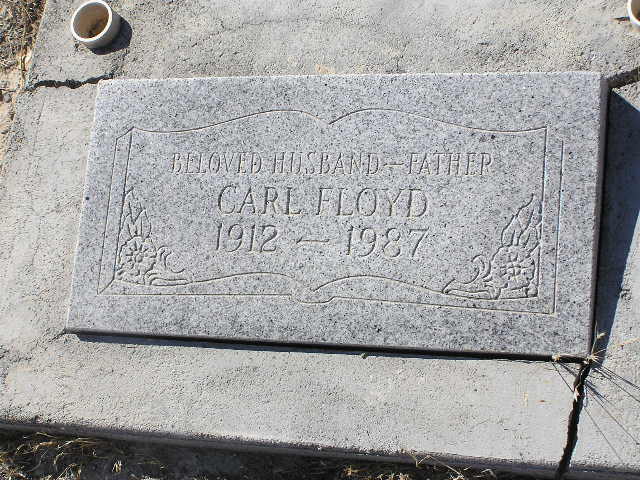 BELOVED HUSBAND—FATHER
CARL FLOYD
1912 — 1987